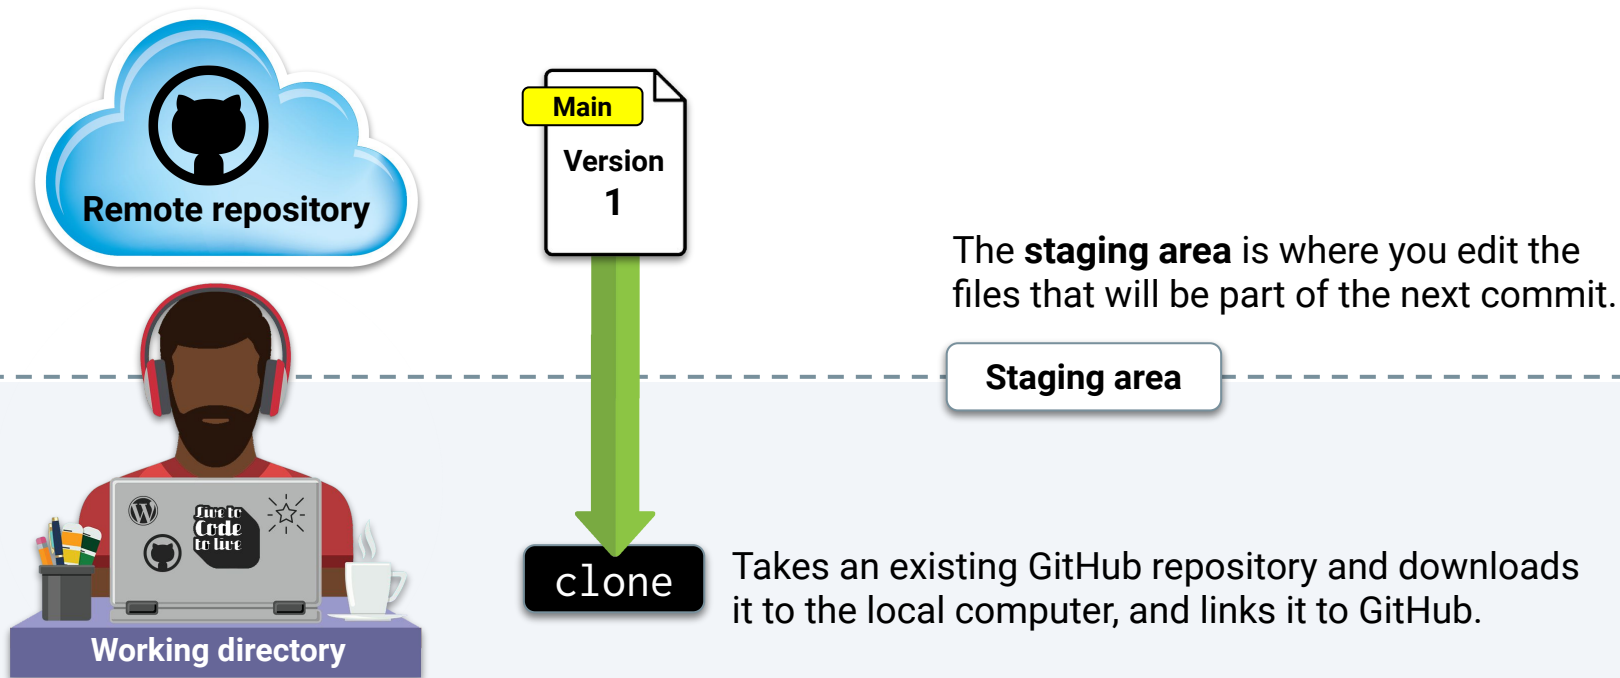 Remote repository
Main
Version
1
The staging area is where you edit the
files that will be part of the next commit.
Staging area
Live to
Code
to live
clone
Takes an existing GitHub repository and downloads
it to the local computer, and links it to GitHub.
Working directory